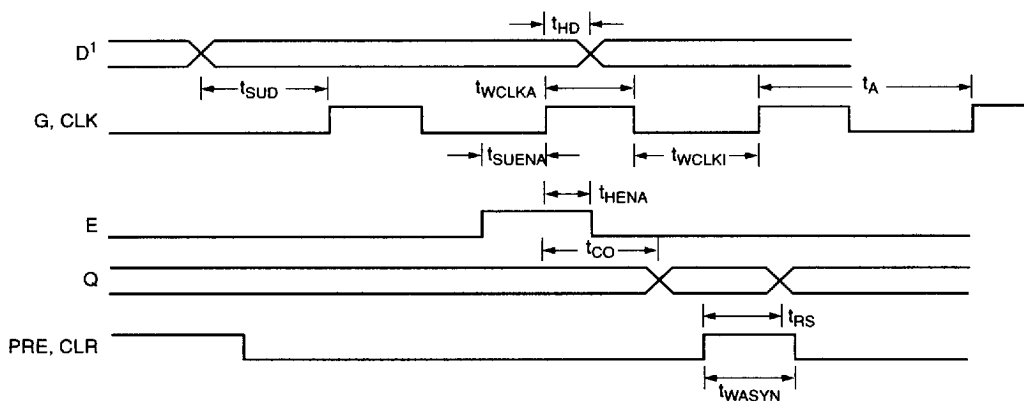 t_HD
D¹
t_SUD
t_WCLKA
t_A
G, CLK
t_SUENA
t_WCLKI
t_HENA
E
t_CO
Q
t_RS
PRE, CLR
t_WASYN